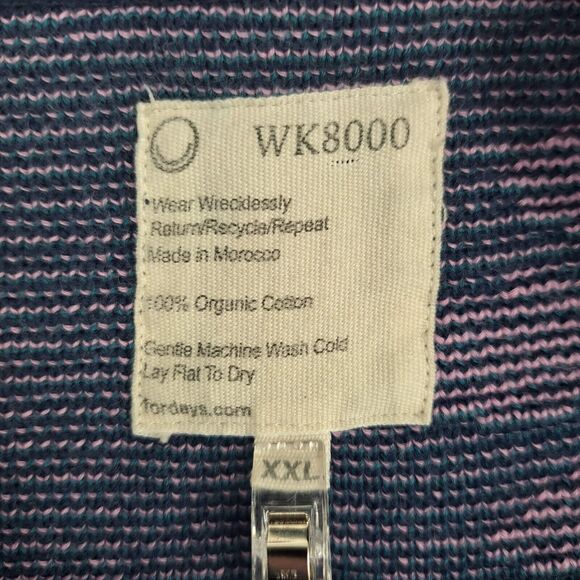 WK8000
Wear Wrecklessly
Return/Recycle/Repeat
Made in Morocco
100% Organic Cotton
Gentle Machine Wash Cold
Lay Flat To Dry
fordays.com
XXL